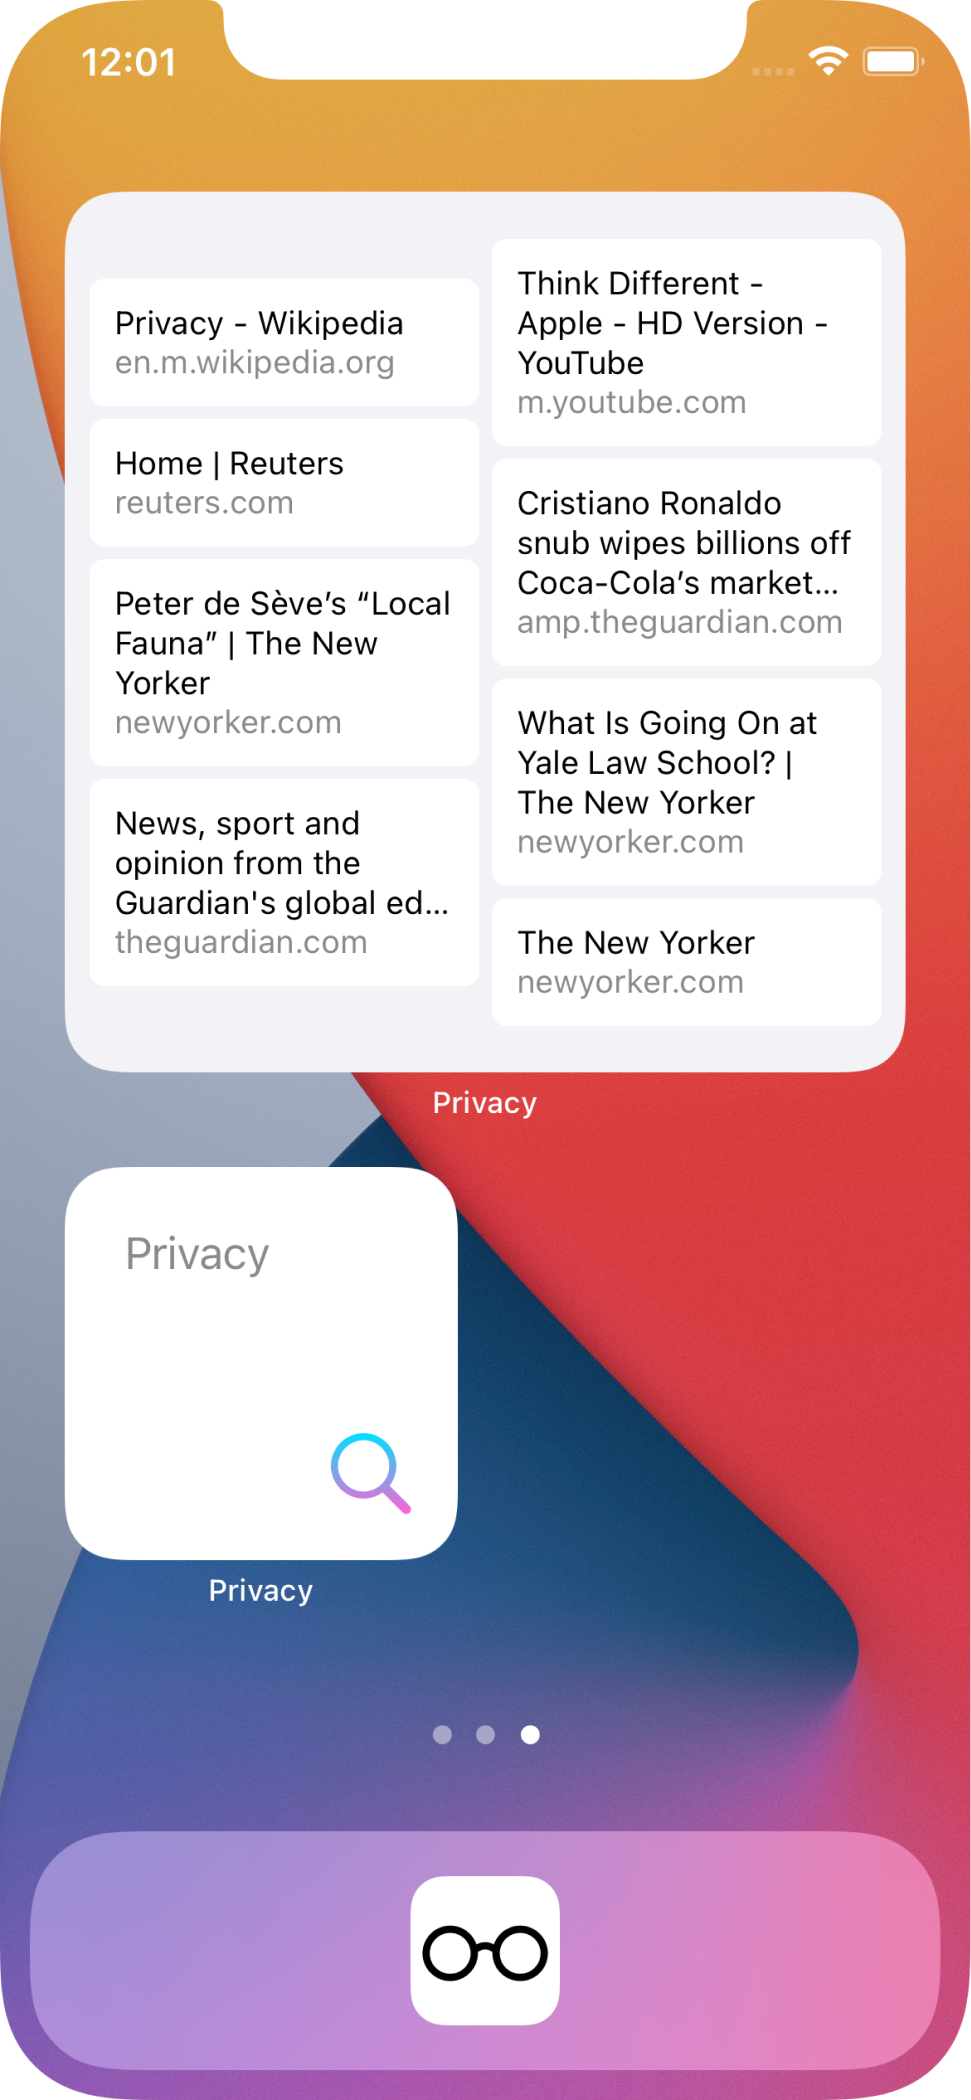 12:01
Privacy - Wikipedia
en.m.wikipedia.org
Home | Reuters
reuters.com
Peter de Sève’s “Local
Fauna” | The New
Yorker
newyorker.com
News, sport and
opinion from the
Guardian's global ed...
theguardian.com
Think Different -
Apple - HD Version -
YouTube
m.youtube.com
Cristiano Ronaldo
snub wipes billions off
Coca-Cola’s market...
amp.theguardian.com
What Is Going On at
Yale Law School? |
The New Yorker
newyorker.com
The New Yorker
newyorker.com
Privacy
Privacy
Privacy